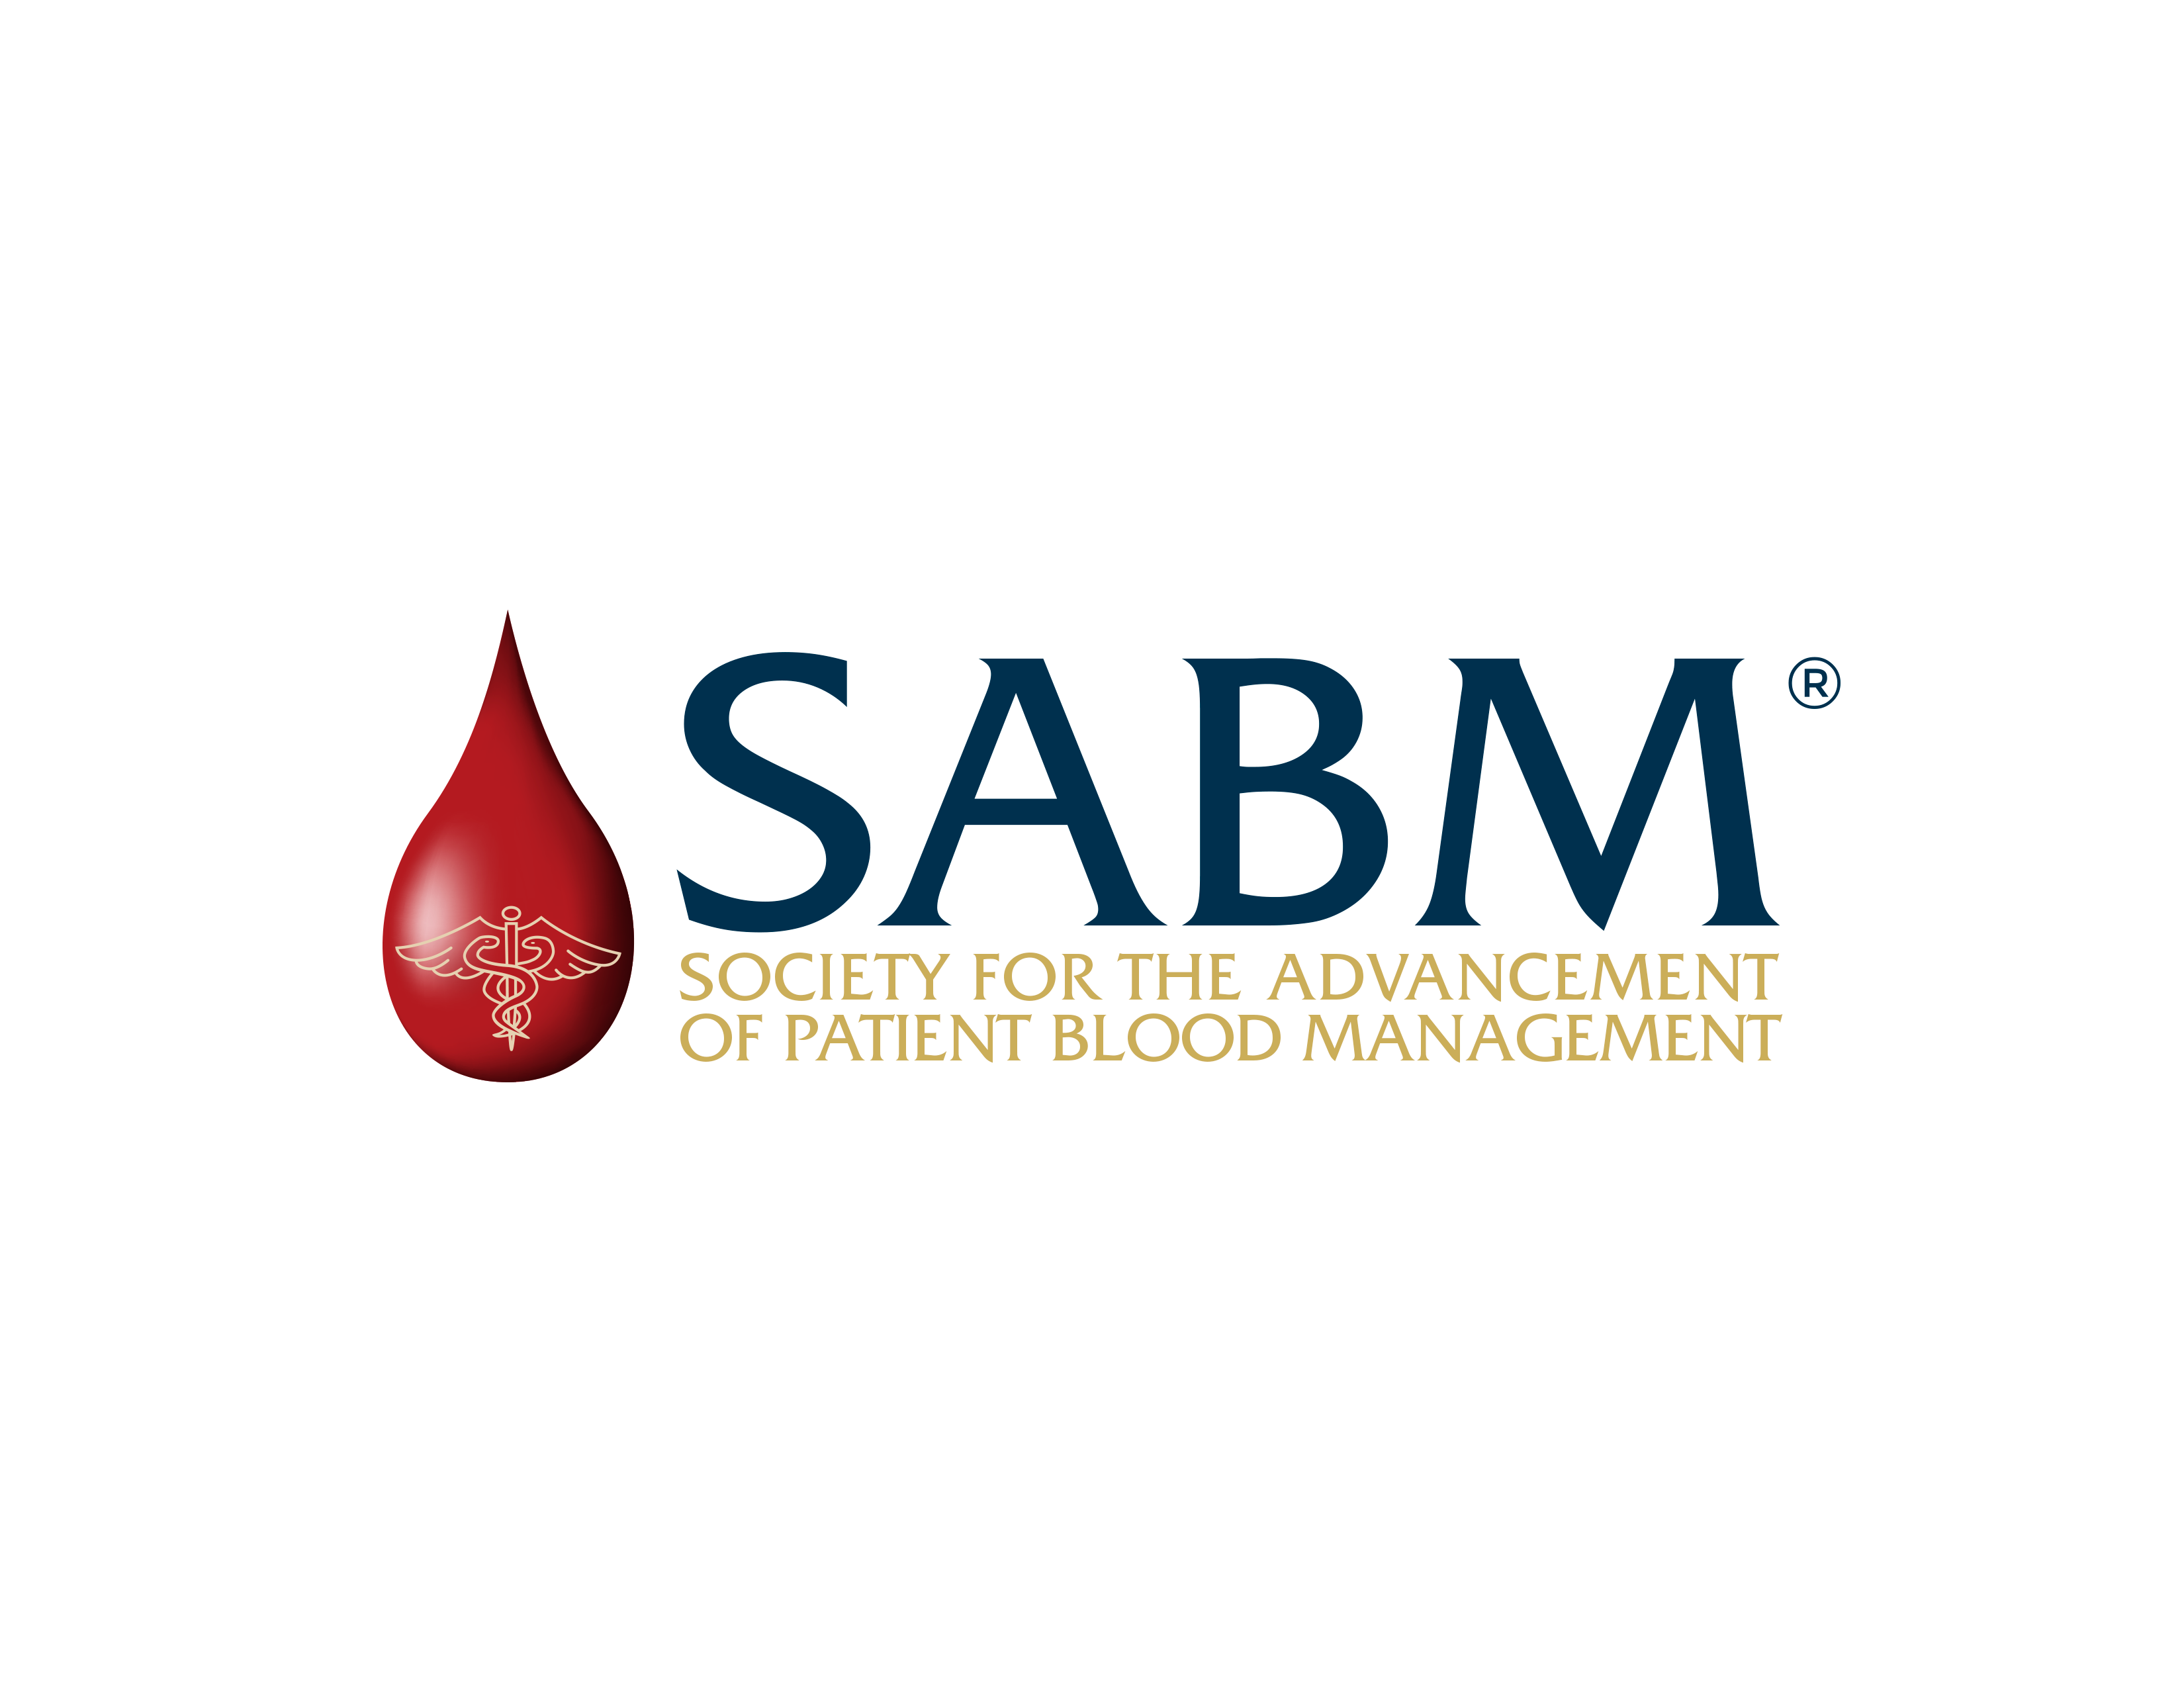 SABM®
SOCIETY FOR THE ADVANCEMENT
OF PATIENT BLOOD MANAGEMENT